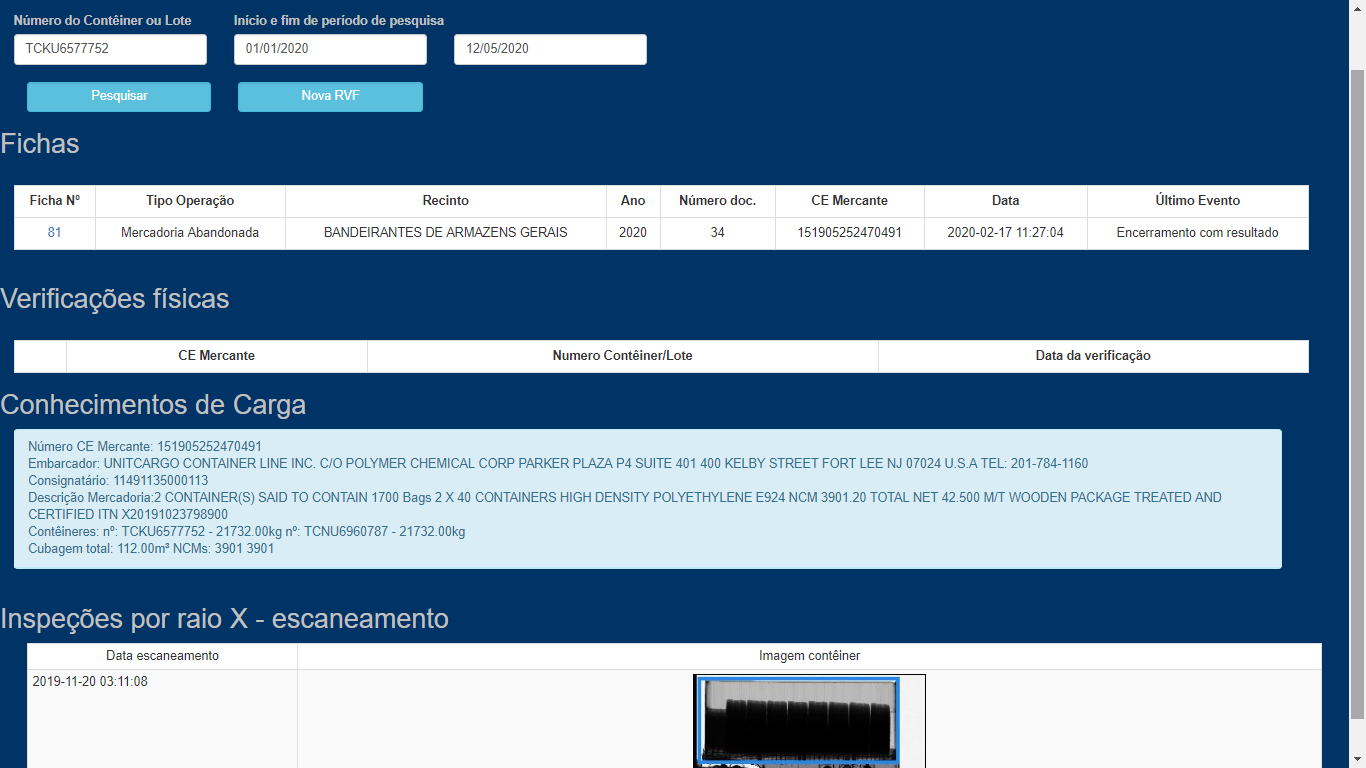 Número do Contêiner ou Lote Início e fim de período de pesquisa
TCKU6577752 01/01/2020 12/05/2020
Pesquisar Nova RVF
Fichas
Ficha Nº Tipo Operação Recinto Ano Número doc. CE Mercante Data Último Evento
81 Mercadoria Abandonada BANDEIRANTES DE ARMAZENS GERAIS 2020 34 151905252470491 2020-02-17 11:27:04 Encerramento com resultado
Verificações físicas
CE Mercante Numero Contêiner/Lote Data da verificação
Conhecimentos de Carga
Número CE Mercante: 151905252470491
Embarcador: UNITCARGO CONTAINER LINE INC. C/O POLYMER CHEMICAL CORP PARKER PLAZA P4 SUITE 401 400 KELBY STREET FORT LEE NJ 07024 U.S.A TEL: 201-784-1160
Consignatário: 11491135000113
Descrição Mercadoria:2 CONTAINER(S) SAID TO CONTAIN 1700 Bags 2 X 40 CONTAINERS HIGH DENSITY POLYETHYLENE E924 NCM 3901.20 TOTAL NET 42.500 M/T WOODEN PACKAGE TREATED AND
CERTIFIED ITN X20191023798900
Contêineres: nº: TCKU6577752 - 21732.00kg nº: TCNU6960787 - 21732.00kg
Cubagem total: 112.00m³ NCMs: 3901 3901
Inspeções por raio X - escaneamento
Data escaneamento Imagem contêiner
2019-11-20 03:11:08